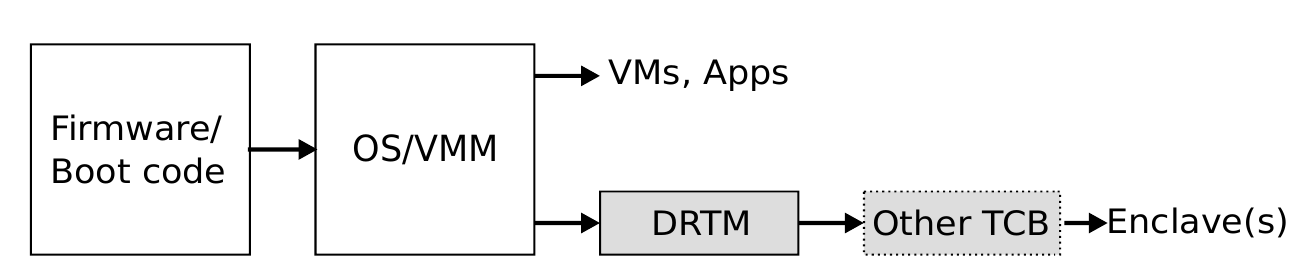 Firmware/
Boot code
OS/VMM
VMs, Apps
DRTM
Other TCB
Enclave(s)